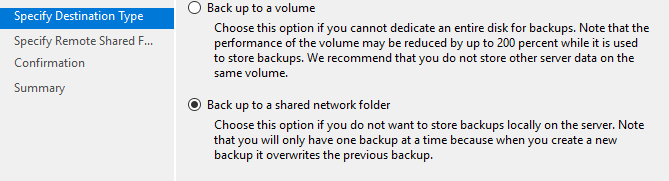 Specify Destination Type
Specify Remote Shared F...
Confirmation
Summary
Back up to a volume
Choose this option if you cannot dedicate an entire disk for backups. Note that the
performance of the volume may be reduced by up to 200 percent while it is used
to store backups. We recommend that you do not store other server data on the
same volume.
Back up to a shared network folder
Choose this option if you do not want to store backups locally on the server. Note
that you will only have one backup at a time because when you create a new
backup it overwrites the previous backup.